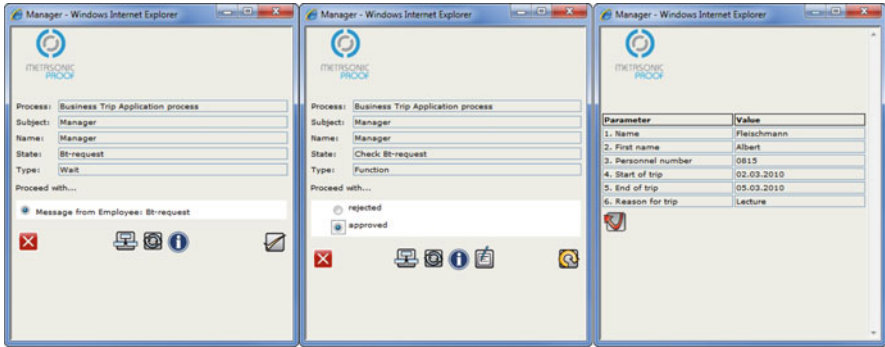 Manager - Windows Internet Explorer
METASONIC
PROOF
Process: Business Trip Application process
Subject: Manager
Name: Manager
State: Bt-request
Type: Wait
Proceed with...
Message from Employee: Bt-request
Manager - Windows Internet Explorer
METASONIC
PROOF
Process: Business Trip Application process
Subject: Manager
Name: Manager
State: Check Bt-request
Type: Function
Proceed with...
rejected
approved
Manager - Windows Internet Explorer
METASONIC
PROOF
Parameter Value
1. Name Fleischmann
2. First name Albert
3. Personnel number 0815
4. Start of trip 02.03.2010
5. End of trip 05.03.2010
6. Reason for trip Lecture